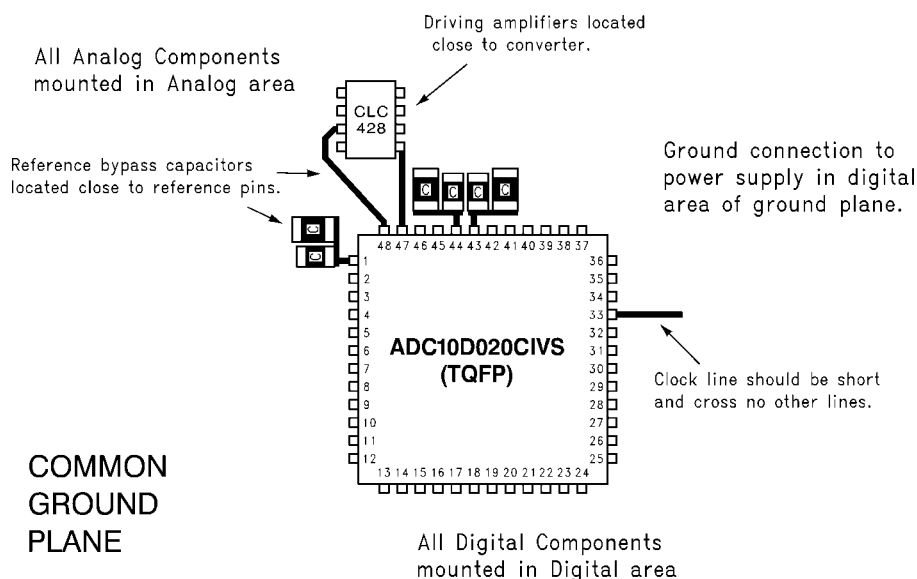 Driving amplifiers located
close to converter.
All Analog Components
mounted in Analog area
CLC
428
Reference bypass capacitors
located close to reference pins.
Ground connection to
power supply in digital
area of ground plane.
C C C C
C
C
48 47 46 45 44 43 42 41 40 39 38 37
1
2
3
4
5
6
7
8
9
10
11
12
36
35
34
33
32
31
30
29
28
27
26
25
ADC10D020CIVS
(TQFP)
13 14 15 16 17 18 19 20 21 22 23 24
Clock line should be short
and cross no other lines.
COMMON
GROUND
PLANE
All Digital Components
mounted in Digital area